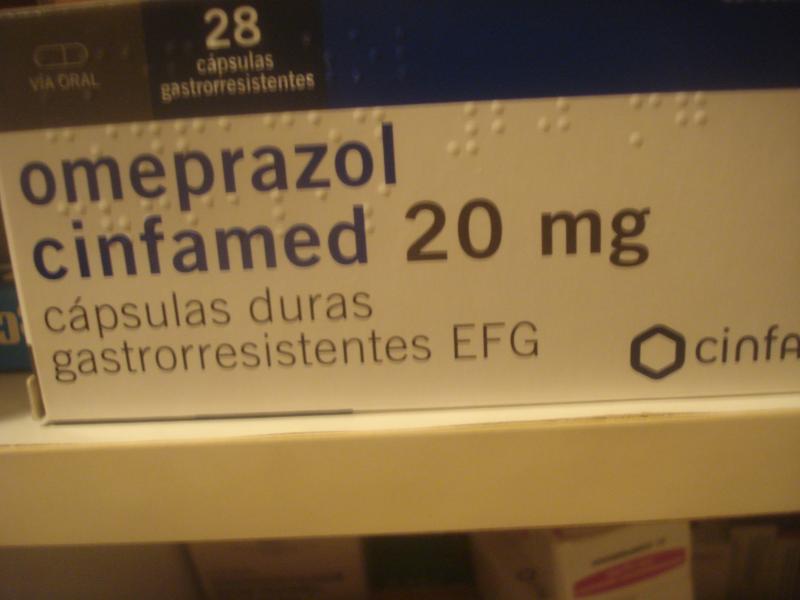 28
cápsulas
gastrorresistentes
VÍA ORAL
omeprazol
cinfamed 20 mg
cápsulas duras
gastrorresistentes EFG
cinfa